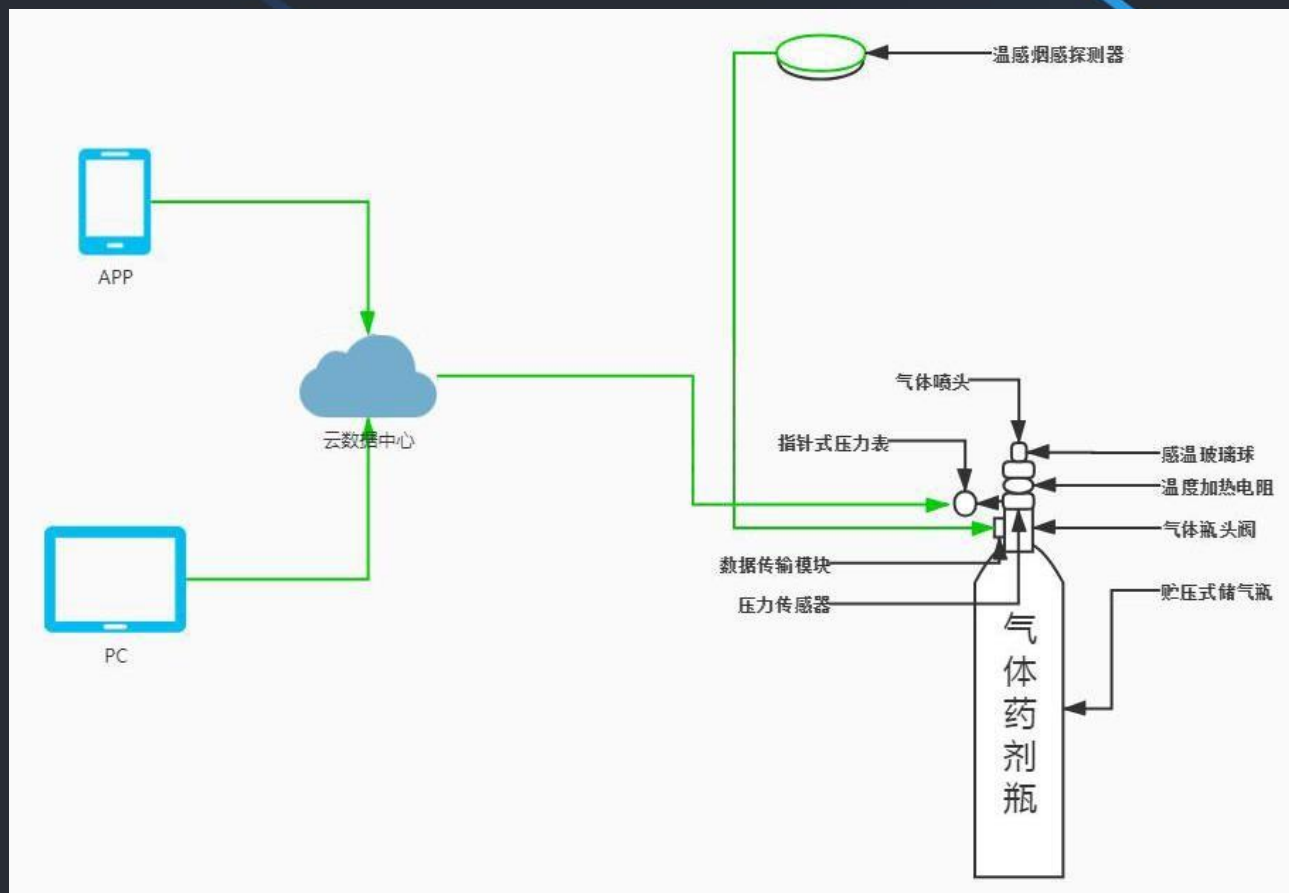 温感烟感探测器
APP
云数据中心
气体喷头
指针式压力表
感温玻璃球
温度加热电阻
气体瓶头阀
数据传输模块
压力传感器
贮压式储气瓶
气体药剂瓶
PC